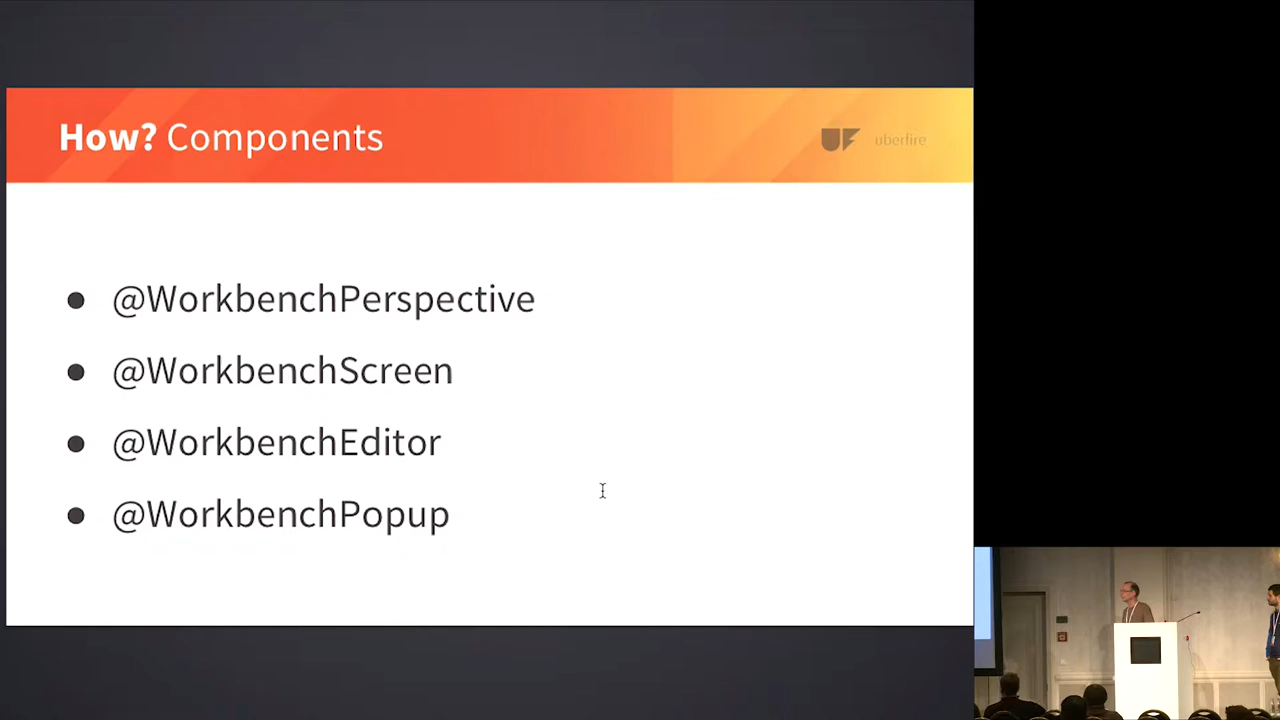 How? Components
uberfire
● @WorkbenchPerspective
● @WorkbenchScreen
● @WorkbenchEditor
● @WorkbenchPopup